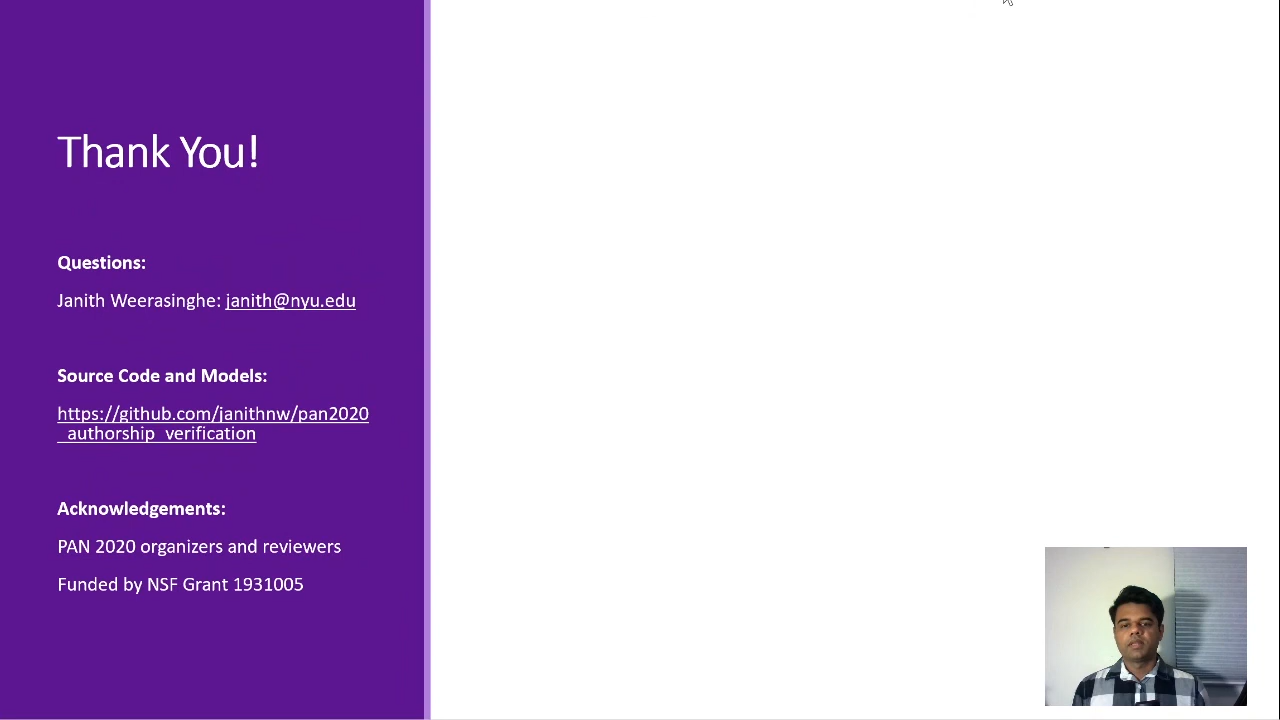 Thank You!
Questions:
Janith Weerasinghe: janith@nyu.edu
Source Code and Models:
https://github.com/janithnw/pan2020
_authorship_verification
Acknowledgements:
PAN 2020 organizers and reviewers
Funded by NSF Grant 1931005